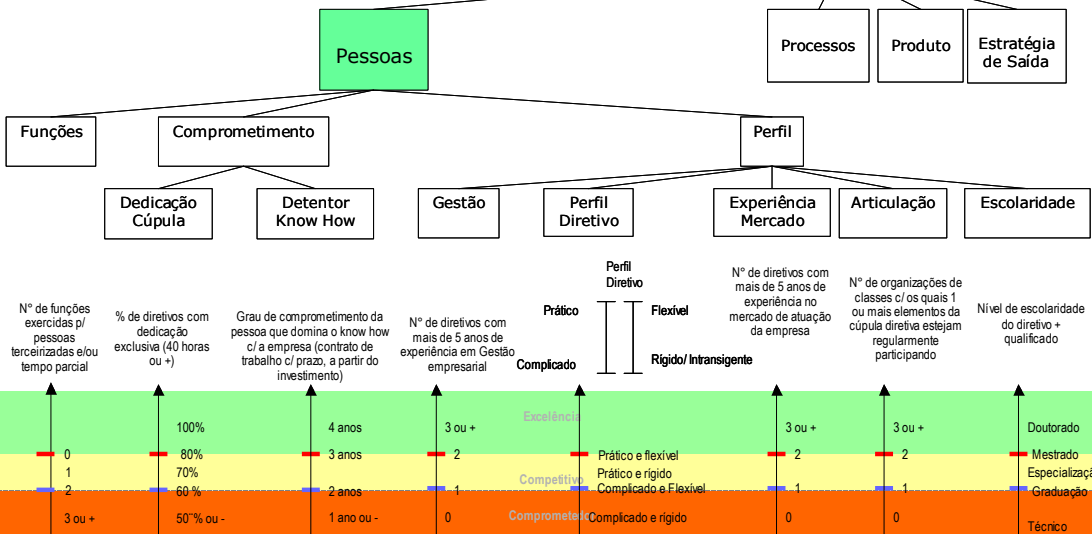 Pessoas
Processos
Produto
Estratégia
de Saída
Funções
Comprometimento
Perfil
Dedicação
Cúpula
Detentor
Know How
Gestão
Perfil
Diretivo
Experiência
Mercado
Articulação
Escolaridade
N° de funções
exercidas p/
pessoas
terceirizadas e/ou
tempo parcial
% de diretivos com
dedicação
exclusiva (40 horas
ou +)
Grau de comprometimento da
pessoa que domina o know how
c/ a empresa (contrato de
trabalho c/ prazo, a partir do
investimento)
N° de diretivos com
mais de 5 anos de
experiência em Gestão
empresarial
Perfil
Diretivo
Prático
Flexível
Complicado
Rígido/ Intransigente
N° de diretivos com
mais de 5 anos de
experiência no
mercado de atuação
da empresa
N° de organizações de
classes c/ os quais 1
ou mais elementos da
cúpula diretiva estejam
regularmente
participando
Nível de escolaridade
do diretivo +
qualificado
Excelência
100%
4 anos
3 ou +
3 ou +
3 ou +
Doutorado
0
80%
3 anos
2
Prático e flexível
2
2
Mestrado
1
70%
Prático e rígido
Especializaçã
Competitivo
2
60 %
2 anos
1
Complicado e Flexível
1
1
Graduação
3 ou +
50¨% ou -
1 ano ou -
0
Comprometedo
Complicado e rígido
0
0
Técnico